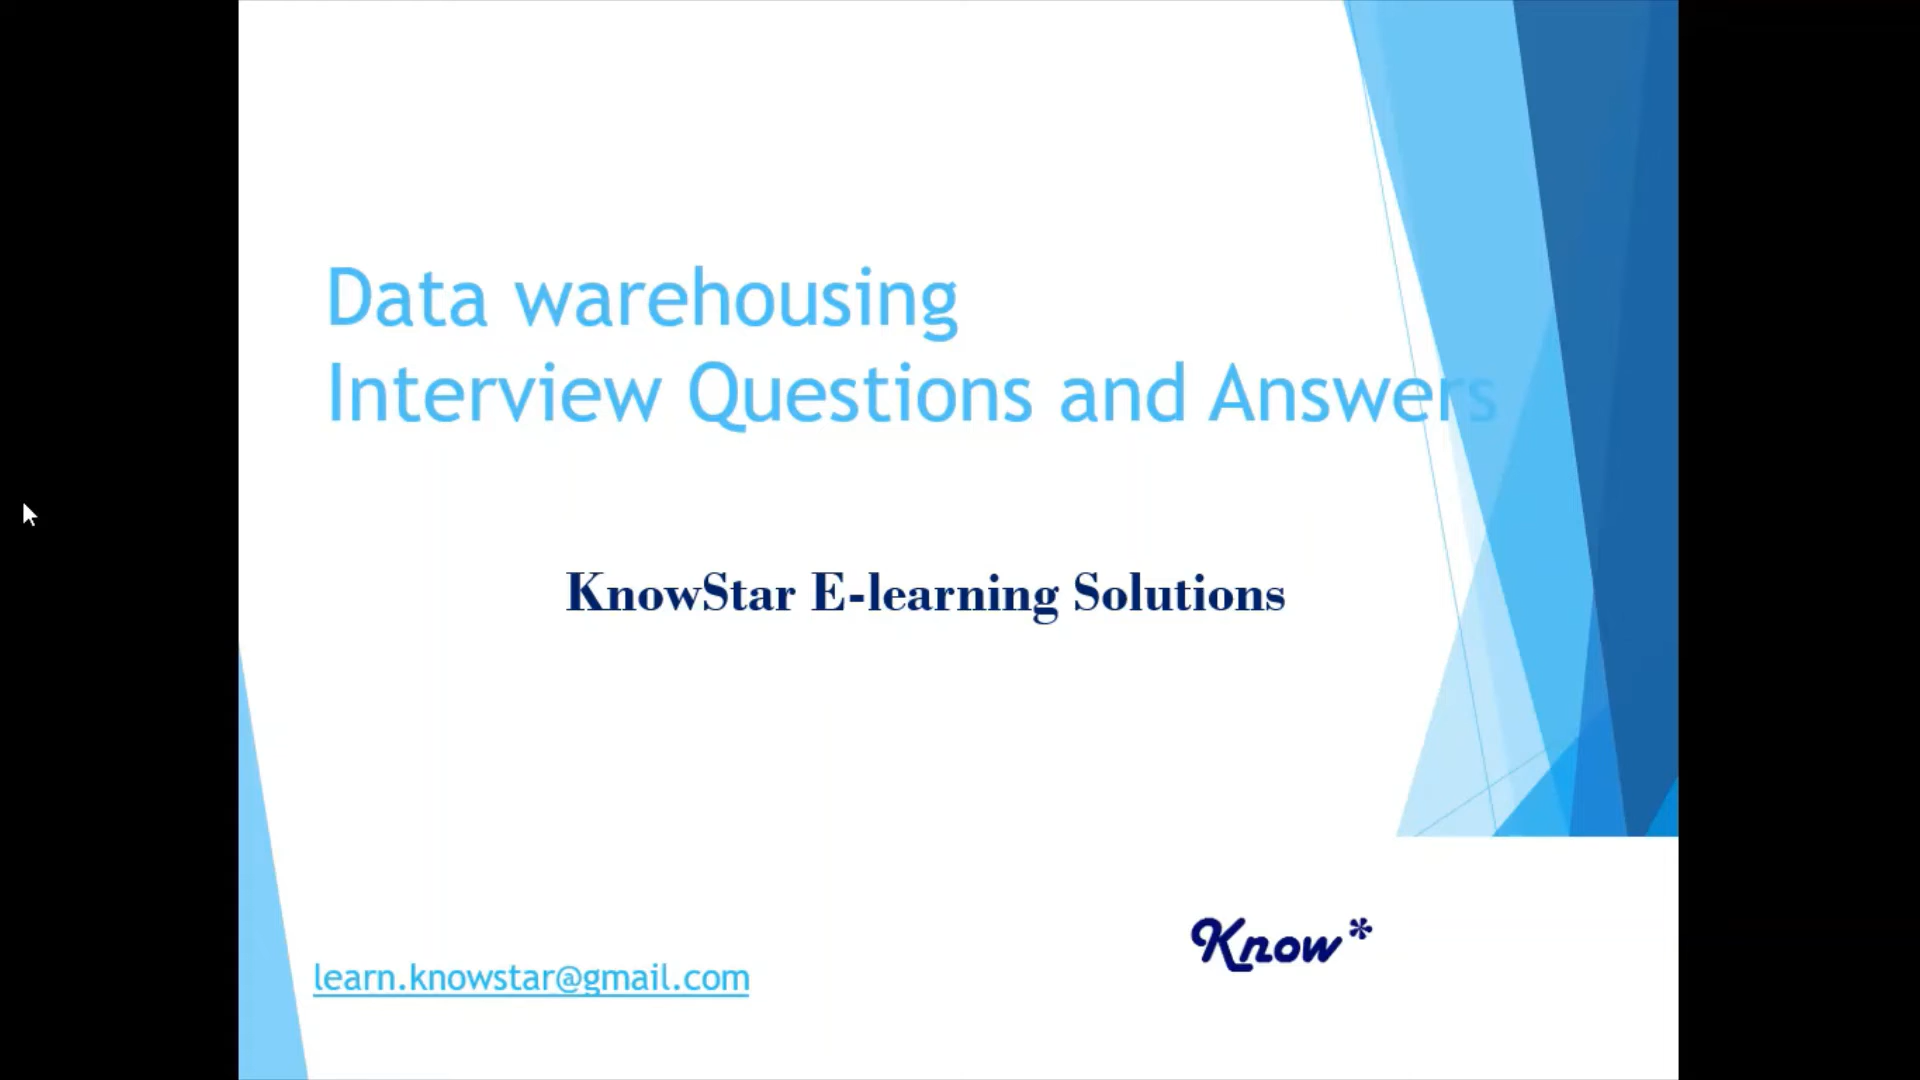 Data warehousing
Interview Questions and Answers
KnowStar E-learning Solutions
Know*
learn.knowstar@gmail.com